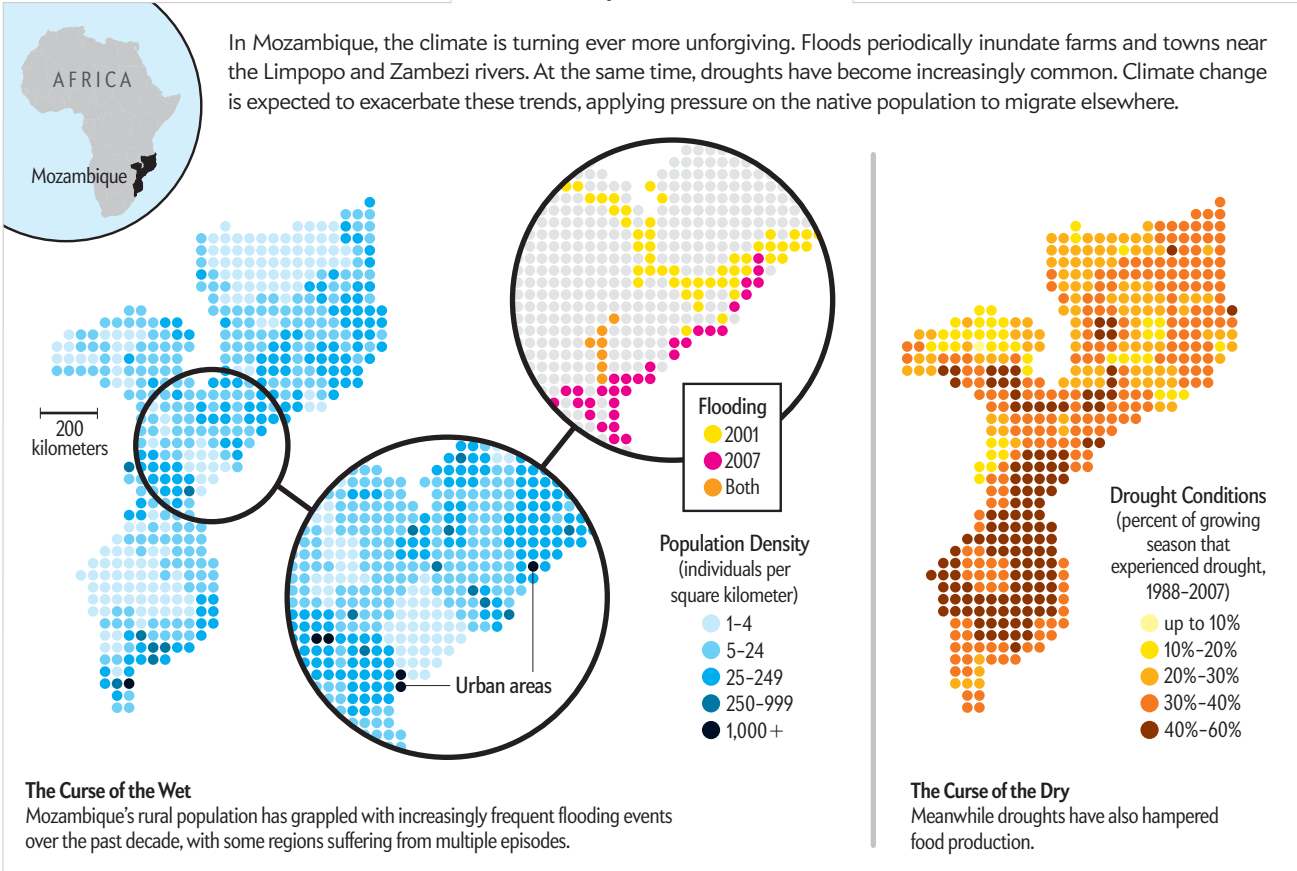 In Mozambique, the climate is turning ever more unforgiving. Floods periodically inundate farms and towns near
the Limpopo and Zambezi rivers. At the same time, droughts have become increasingly common. Climate change
is expected to exacerbate these trends, applying pressure on the native population to migrate elsewhere.
AFRICA
Mozambique
200
kilometers
Flooding
2001
2007
Both
Population Density
(individuals per
square kilometer)
1–4
5–24
25–249
250–999
1,000+
Urban areas
The Curse of the Wet
Mozambique's rural population has grappled with increasingly frequent flooding events
over the past decade, with some regions suffering from multiple episodes.
Drought Conditions
(percent of growing
season that
experienced drought,
1988–2007)
up to 10%
10%–20%
20%–30%
30%–40%
40%–60%
The Curse of the Dry
Meanwhile droughts have also hampered
food production.